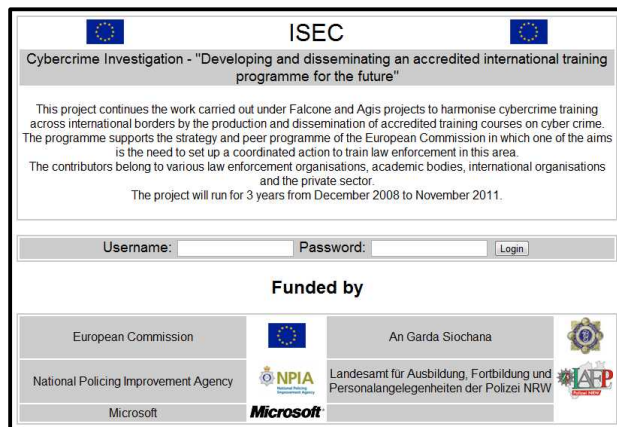 ISEC
Cybercrime Investigation - "Developing and disseminating an accredited international training
programme for the future"
This project continues the work carried out under Falcone and Agis projects to harmonise cybercrime training
across international borders by the production and dissemination of accredited training courses on cyber crime.
The programme supports the strategy and peer programme of the European Commission in which one of the aims
is the need to set up a coordinated action to train law enforcement in this area.
The contributors belong to various law enforcement organisations, academic bodies, international organisations
and the private sector.
The project will run for 3 years from December 2008 to November 2011.
Username: Password: Login
Funded by
European Commission An Garda Siochana
National Policing Improvement Agency NPIA National Policing Improvement Agency Landesamt für Ausbildung, Fortbildung und
Personalangelegenheiten der Polizei NRW LAFP Polizei NRW
Microsoft Microsoft